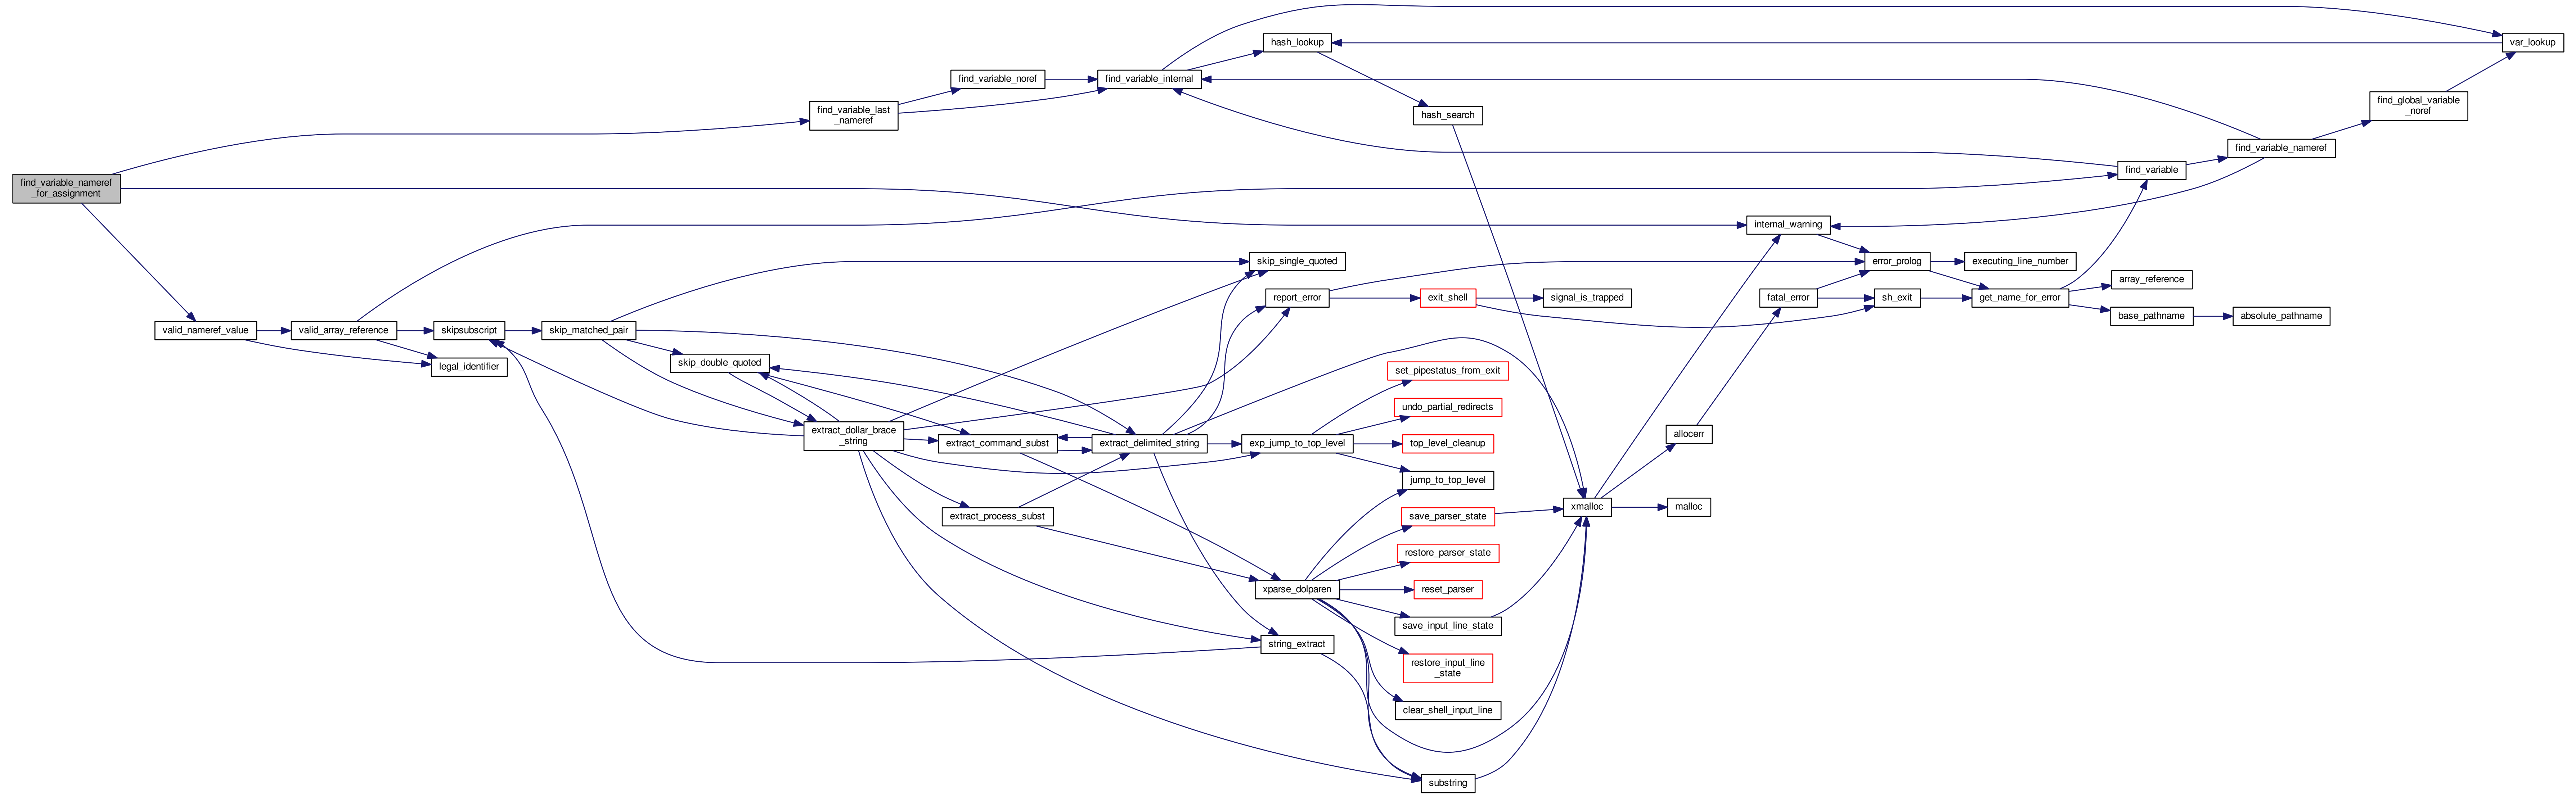 find_variable_nameref
_for_assignment
valid_nameref_value
valid_array_reference
skipsubscript
legal_identifier
skip_matched_pair
skip_double_quoted
find_variable_last
_nameref
extract_dollar_brace
_string
find_variable_noref
extract_command_subst
extract_process_subst
find_variable_internal
extract_delimited_string
hash_lookup
skip_single_quoted
report_error
exp_jump_to_top_level
xparse_dolparen
string_extract
hash_search
exit_shell
set_pipestatus_from_exit
undo_partial_redirects
top_level_cleanup
jump_to_top_level
save_parser_state
restore_parser_state
reset_parser
save_input_line_state
restore_input_line
_state
clear_shell_input_line
substring
signal_is_trapped
xmalloc
allocerr
malloc
internal_warning
fatal_error
error_prolog
sh_exit
executing_line_number
get_name_for_error
find_variable
array_reference
base_pathname
find_variable_nameref
absolute_pathname
find_global_variable
_noref
var_lookup